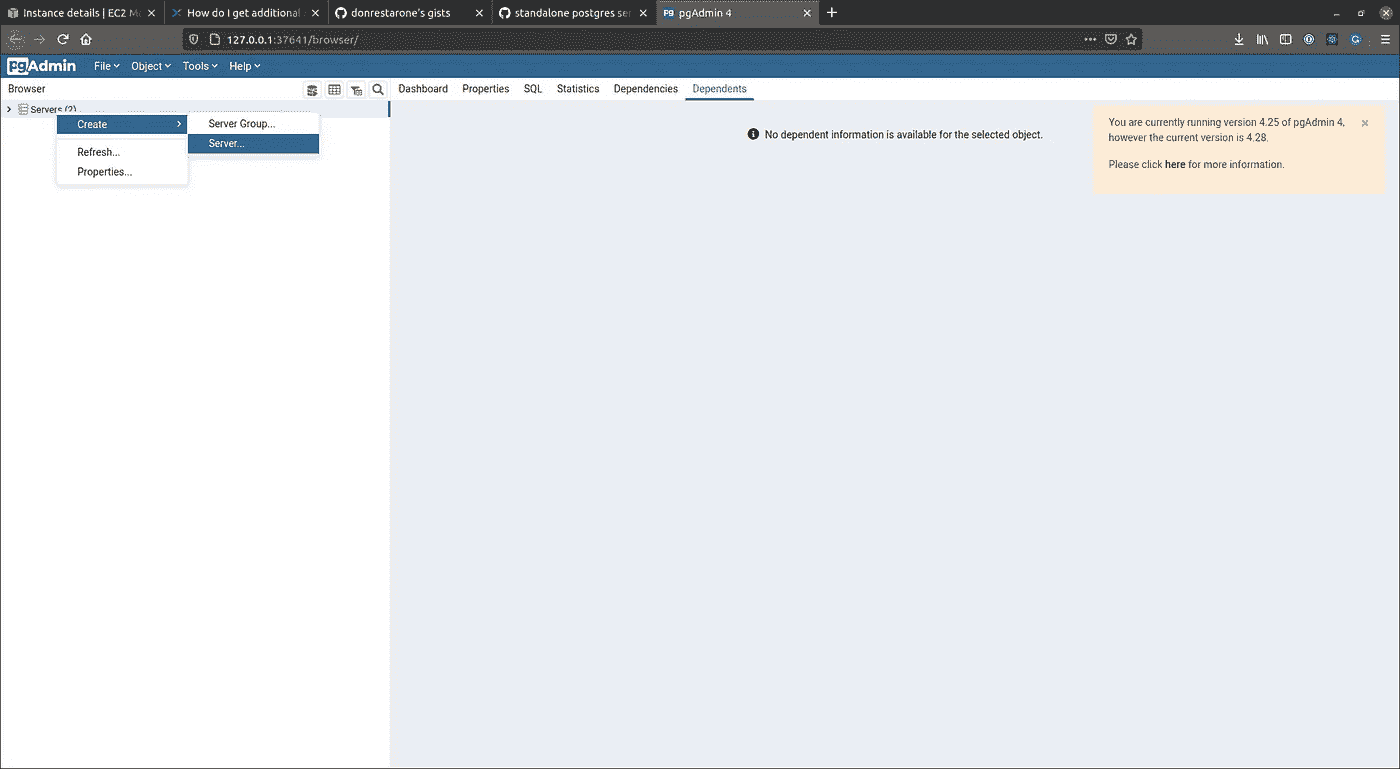 Instance details | EC2 M
How do I get additional
donrestarone's gists
standalone postgres se
pgAdmin 4
127.0.0.1:37641/browser/
pgAdmin
File
Object
Tools
Help
Browser
Dashboard
Properties
SQL
Statistics
Dependencies
Dependents
Servers (2)
Create
Server Group...
Server...
Refresh...
Properties...
No dependent information is available for the selected object.
You are currently running version 4.25 of pgAdmin 4,
however the current version is 4.28.
Please click here for more information.